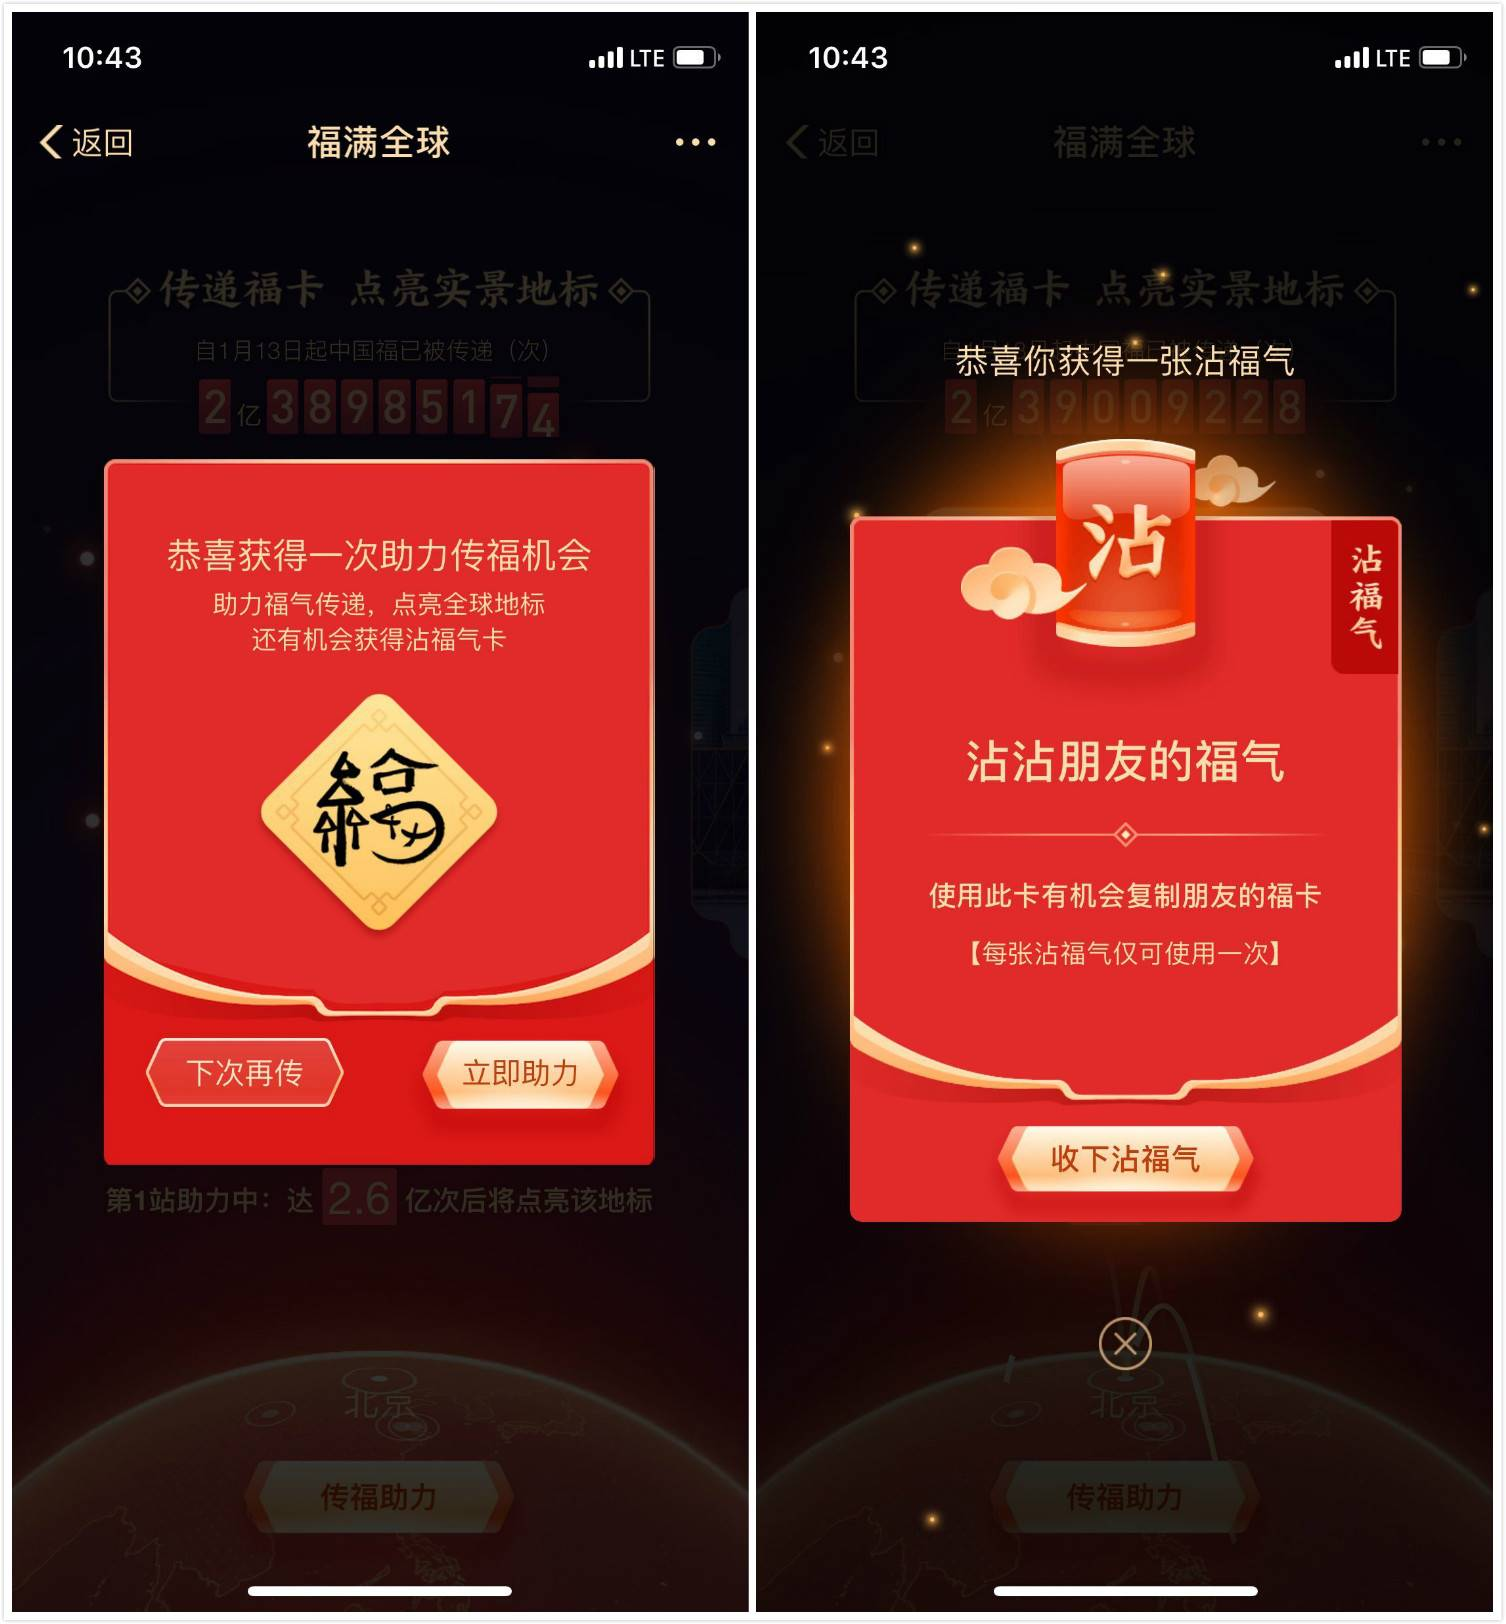 10:43
LTE
返回
福满全球
传递福卡 点亮实景地标
自1月13日起中国福已被传递（次）
2亿38985174
恭喜获得一次助力传福机会
助力福气传递，点亮全球地标
还有机会获得沾福气卡
福
下次再传
立即助力
第1站助力中：达 2.6 亿次后将点亮该地标
北京
传福助力
10:43
LTE
返回
福满全球
传递福卡 点亮实景地标
恭喜你获得一张沾福气
2亿39009228
沾
沾福气
沾沾朋友的福气
使用此卡有机会复制朋友的福卡
【每张沾福气仅可使用一次】
收下沾福气
北京
传福助力